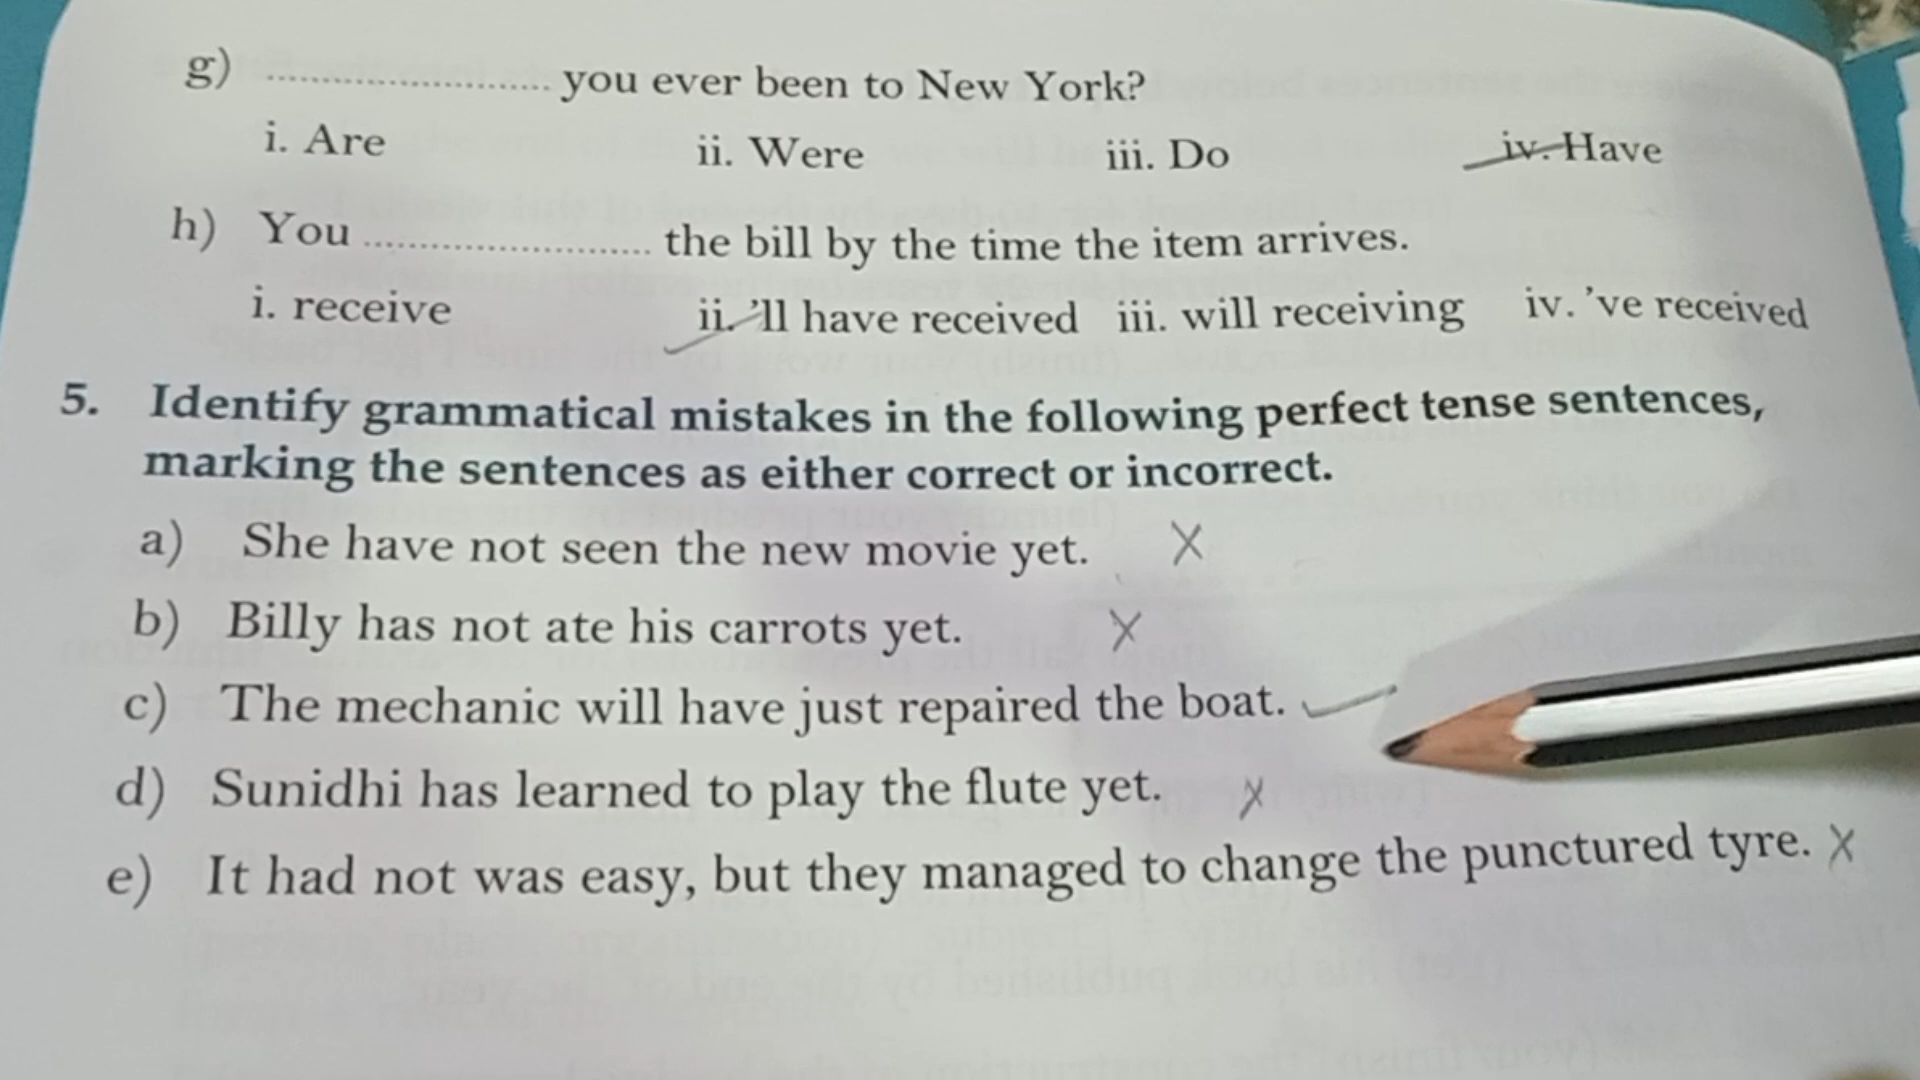 g) ........................... you ever been to New York?
i. Are ii. Were iii. Do iv. Have
h) You ........................... the bill by the time the item arrives.
i. receive ii. 'll have received iii. will receiving iv. 've received
5. Identify grammatical mistakes in the following perfect tense sentences,
marking the sentences as either correct or incorrect.
a) She have not seen the new movie yet. X
b) Billy has not ate his carrots yet. X
c) The mechanic will have just repaired the boat. ✓
d) Sunidhi has learned to play the flute yet. X
e) It had not was easy, but they managed to change the punctured tyre. X